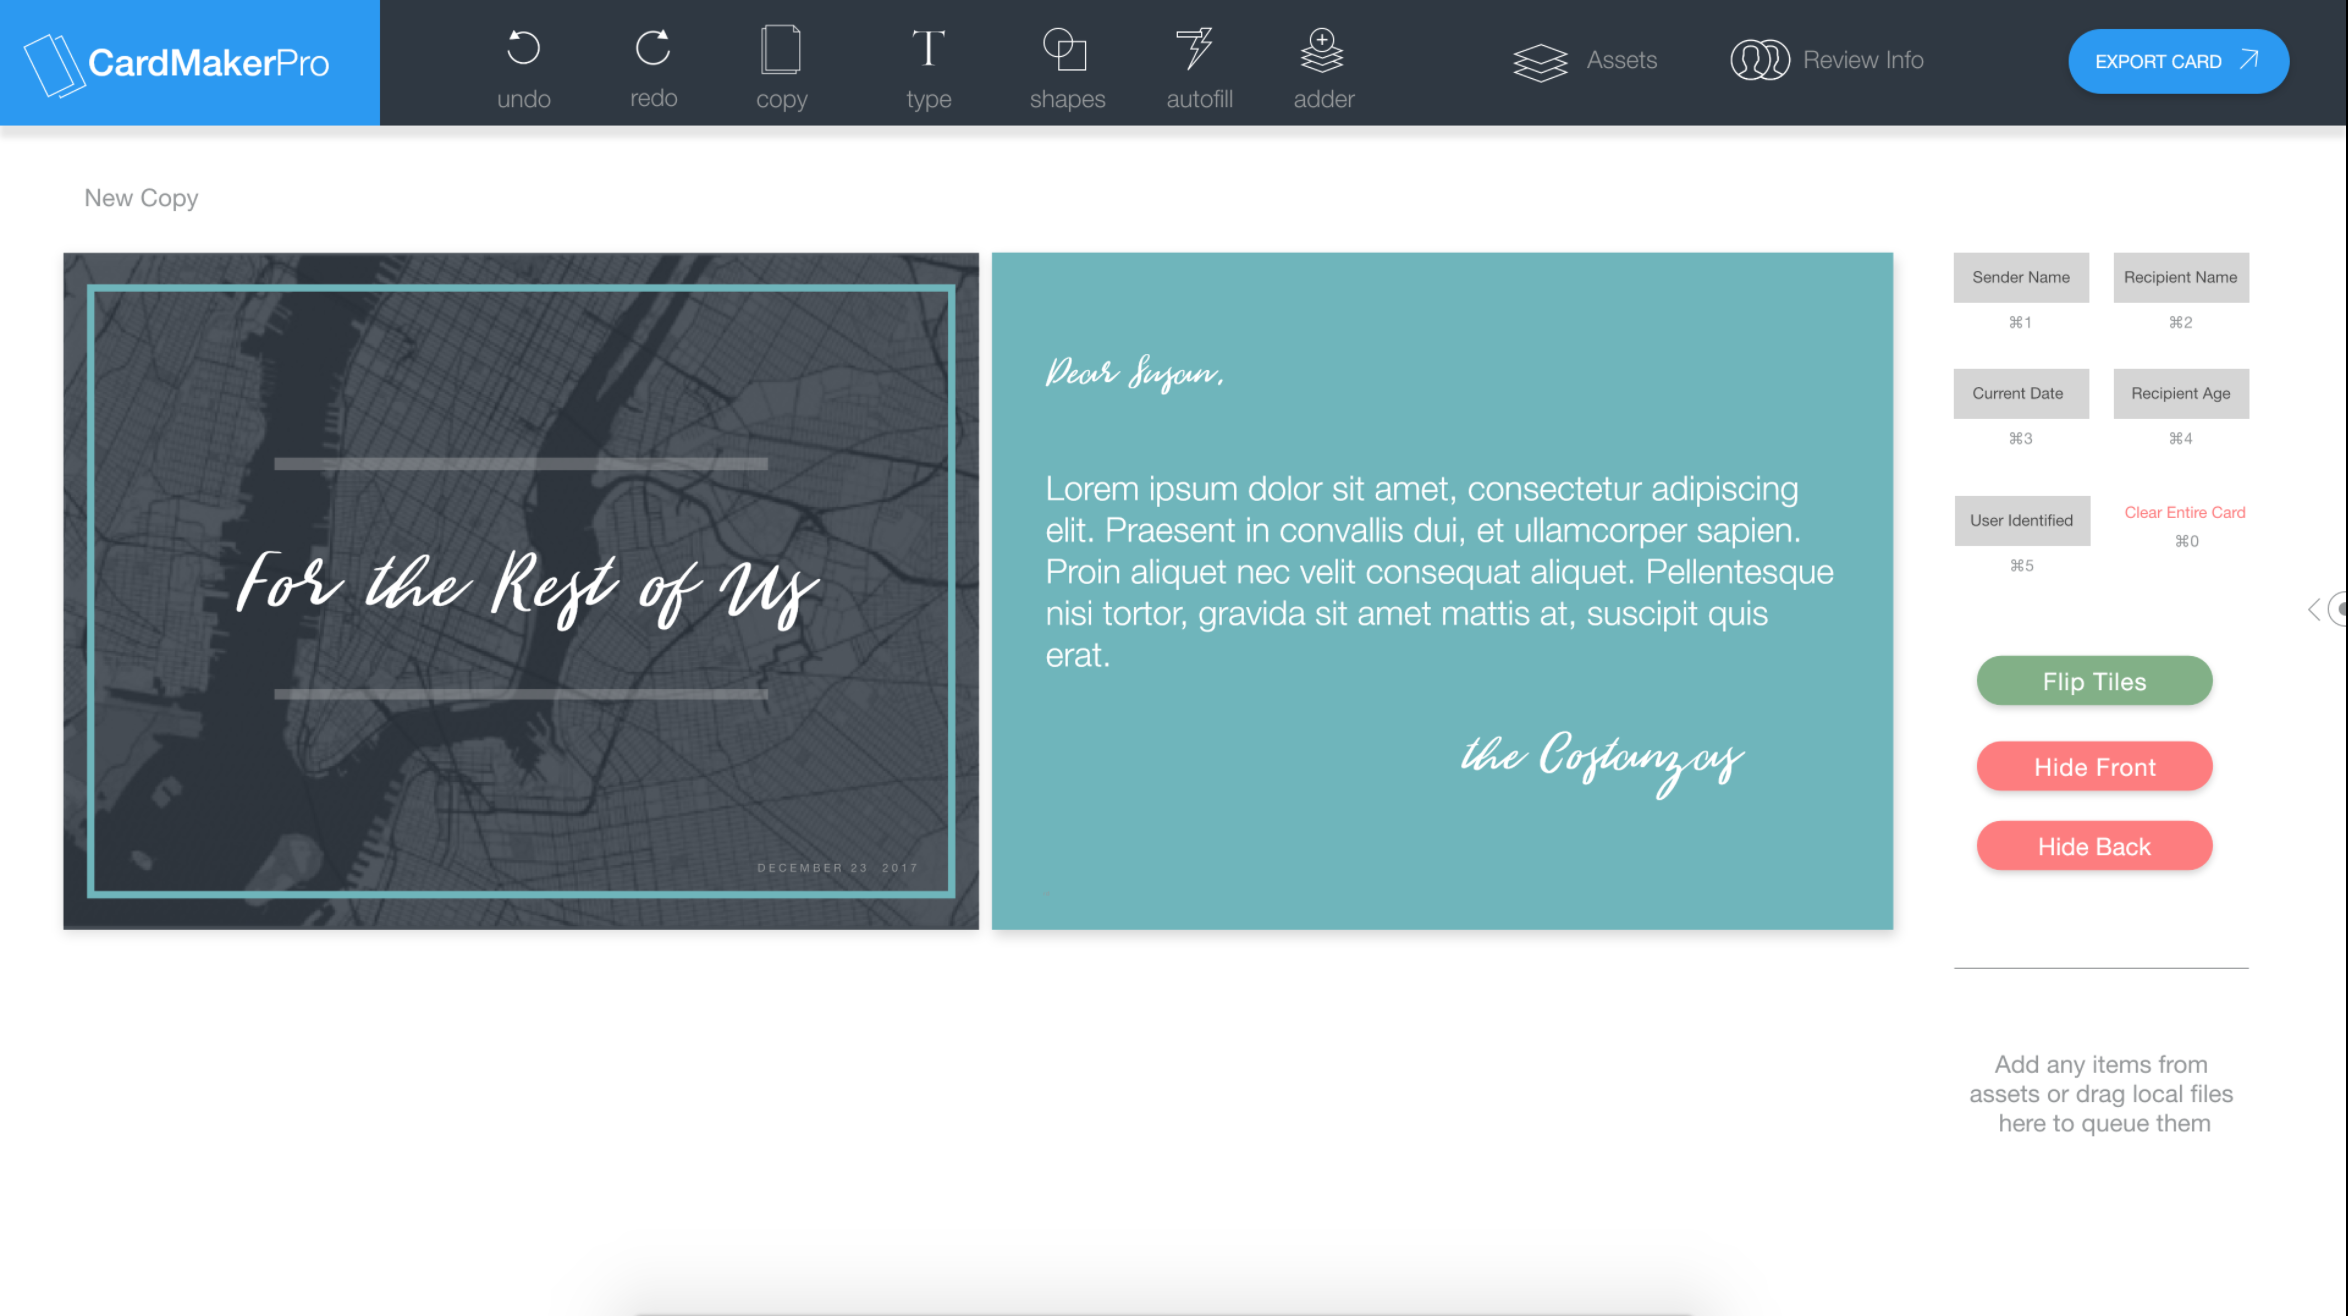 CardMakerPro
undo
redo
copy
type
shapes
autofill
adder
Assets
Review Info
EXPORT CARD
New Copy
For the Rest of Us
DECEMBER 23 2017
Dear Susan,
Lorem ipsum dolor sit amet, consectetur adipiscing
elit. Praesent in convallis dui, et ullamcorper sapien.
Proin aliquet nec velit consequat aliquet. Pellentesque
nisi tortor, gravida sit amet mattis at, suscipit quis
erat.
the Costanzas
Sender Name
Recipient Name
⌘1
⌘2
Current Date
Recipient Age
⌘3
⌘4
User Identified
Clear Entire Card
⌘0
⌘5
Flip Tiles
Hide Front
Hide Back
Add any items from
assets or drag local files
here to queue them